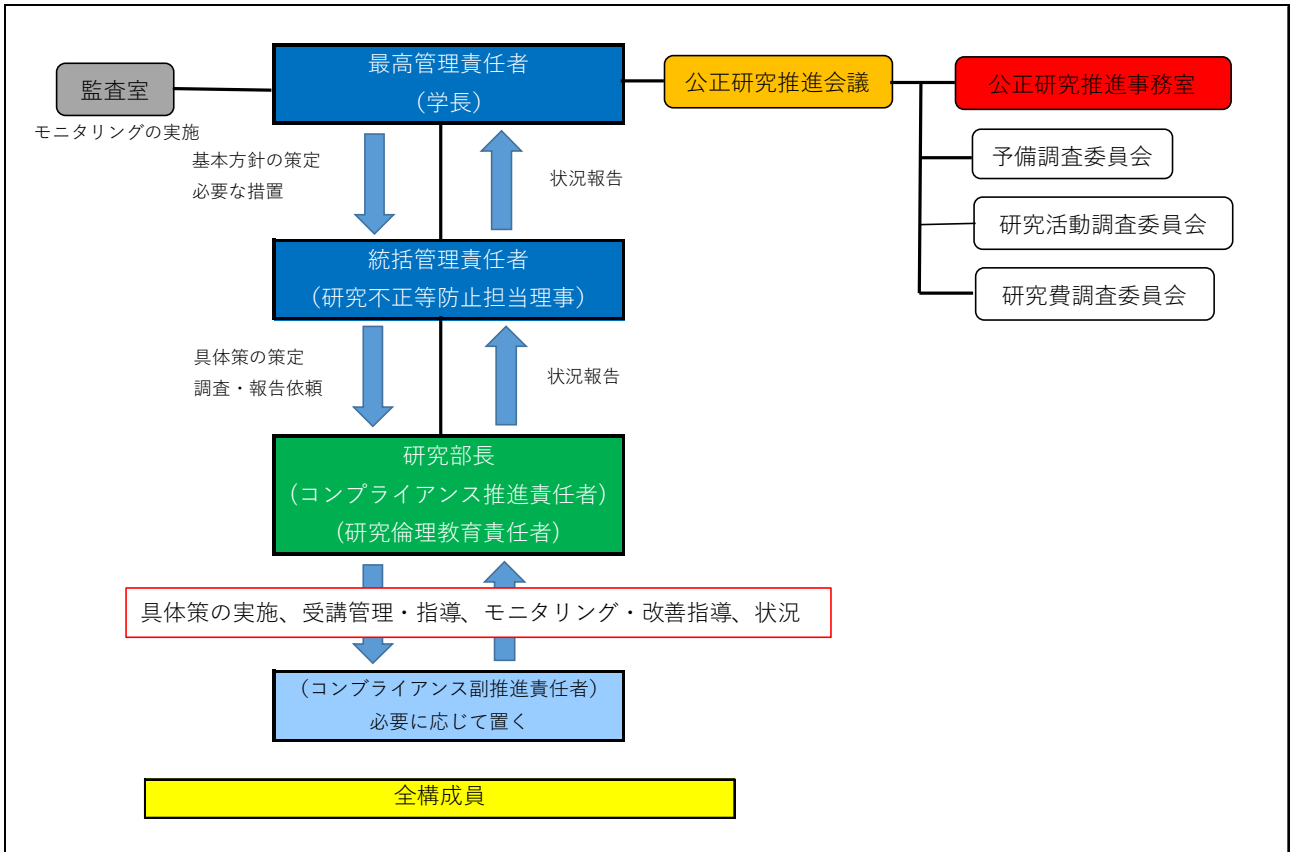 最高管理責任者
（学長）
監査室
モニタリングの実施
公正研究推進会議
公正研究推進事務室
予備調査委員会
研究活動調査委員会
研究費調査委員会
基本方針の策定
必要な措置
状況報告
統括管理責任者
（研究不正等防止担当理事）
具体策の策定
調査・報告依頼
状況報告
研究部長
（コンプライアンス推進責任者）
（研究倫理教育責任者）
具体策の実施、受講管理・指導、モニタリング・改善指導、状況
（コンブライアンス副推進責任者）
必要に応じて置く
全構成員